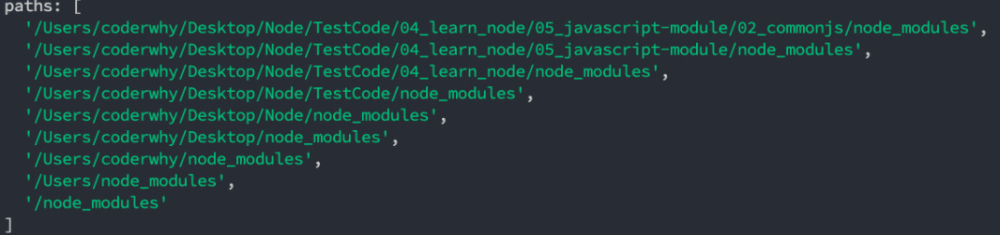 paths: [
  '/Users/coderwhy/Desktop/Node/TestCode/04_learn_node/05_javascript-module/02_commonjs/node_modules',
  '/Users/coderwhy/Desktop/Node/TestCode/04_learn_node/05_javascript-module/node_modules',
  '/Users/coderwhy/Desktop/Node/TestCode/04_learn_node/node_modules',
  '/Users/coderwhy/Desktop/Node/TestCode/node_modules',
  '/Users/coderwhy/Desktop/Node/node_modules',
  '/Users/coderwhy/Desktop/node_modules',
  '/Users/coderwhy/node_modules',
  '/Users/node_modules',
  '/node_modules'
]